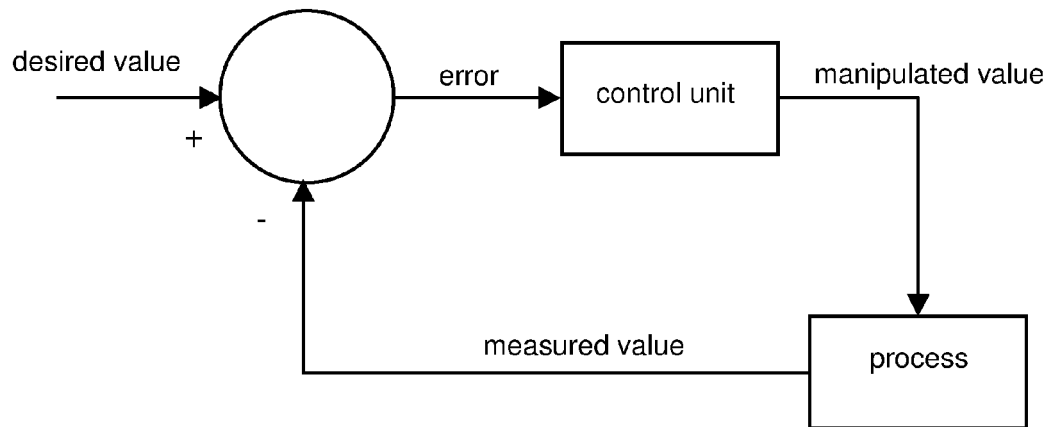 desired value
error
control unit
manipulated value
+
-
measured value
process